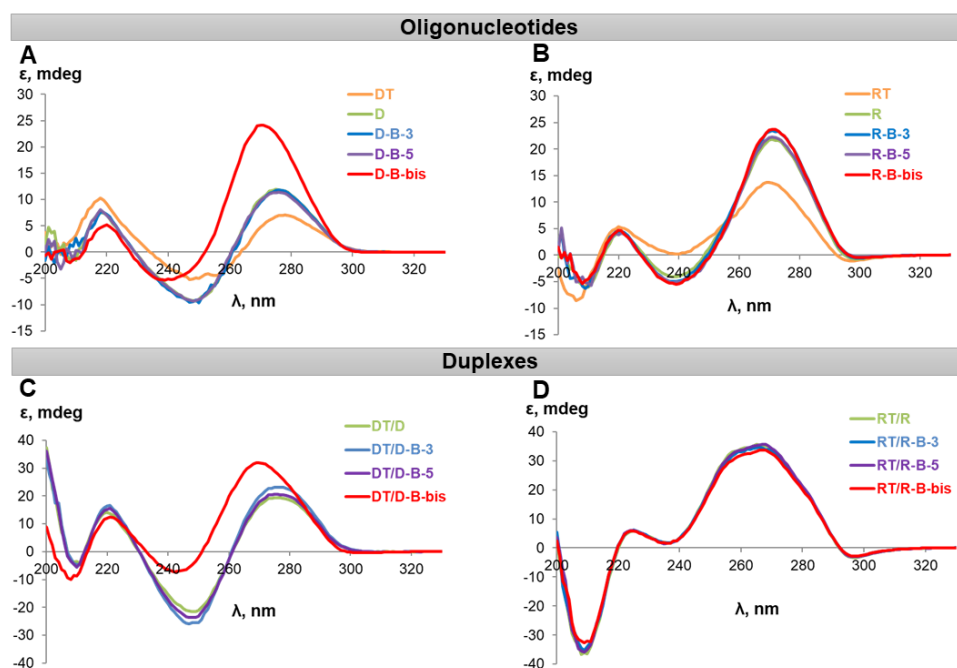 Oligonucleotides
A
ε, mdeg
30
25
20
15
10
5
0
-5
-10
-15
200 220 240 260 280 300 320
λ, nm
DT
D
D-B-3
D-B-5
D-B-bis
B
ε, mdeg
30
25
20
15
10
5
0
-5
-10
-15
200 220 240 260 280 300 320
λ, nm
RT
R
R-B-3
R-B-5
R-B-bis
Duplexes
C
ε, mdeg
40
30
20
10
0
-10
-20
-30
-40
200 220 240 260 280 300 320
λ, nm
DT/D
DT/D-B-3
DT/D-B-5
DT/D-B-bis
D
ε, mdeg
40
30
20
10
0
-10
-20
-30
-40
200 220 240 260 280 300 320
λ, nm
RT/R
RT/R-B-3
RT/R-B-5
RT/R-B-bis